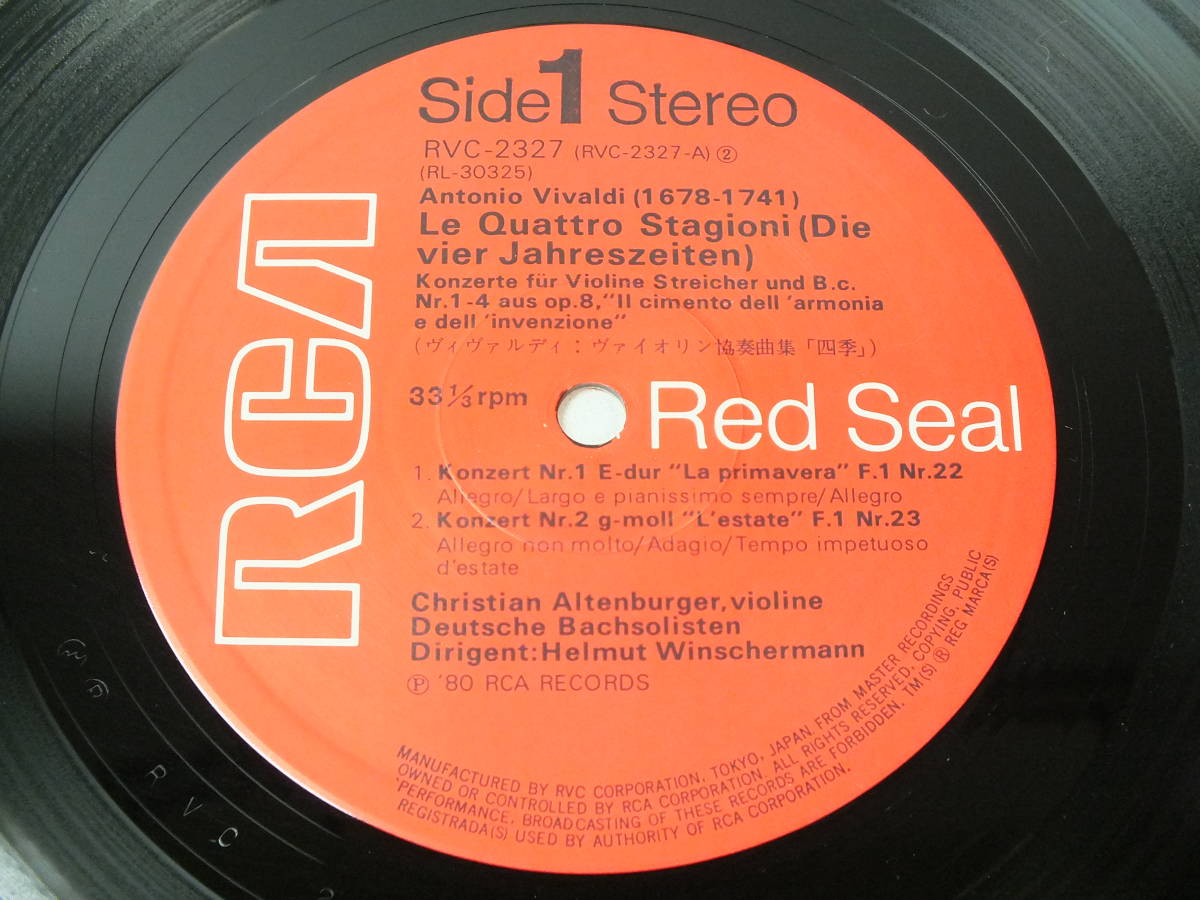 Side 1 Stereo
RVC-2327 (RVC-2327-A) ②
(RL-30325)
Antonio Vivaldi (1678-1741)
Le Quattro Stagioni (Die
vier Jahreszeiten)
Konzerte für Violine Streicher und B.c.
Nr.1-4 aus op.8, "Il cimento dell 'armonia
e dell 'invenzione"
(ヴィヴァルディ：ヴァイオリン協奏曲集「四季」)
RCA
33 1/3 rpm
Red Seal
1. Konzert Nr.1 E-dur "La primavera" F.1 Nr.22
Allegro/Largo e pianissimo sempre/Allegro
2. Konzert Nr.2 g-moll "L'estate" F.1 Nr.23
Allegro non molto/Adagio/Tempo impetuoso
d'estate
Christian Altenburger, violine
Deutsche Bachsolisten
Dirigent: Helmut Winschermann
Ⓟ '80 RCA RECORDS
MANUFACTURED BY RVC CORPORATION, TOKYO, JAPAN FROM MASTER RECORDINGS
OWNED OR CONTROLLED BY RCA CORPORATION. ALL RIGHTS RESERVED, COPYING, PUBLIC
PERFORMANCE, BROADCASTING OF THESE RECORDS ARE FORBIDDEN. TM(S) ® REG MARCA(S)
REGISTRADA(S) USED BY AUTHORITY OF RCA CORPORATION.
R V C